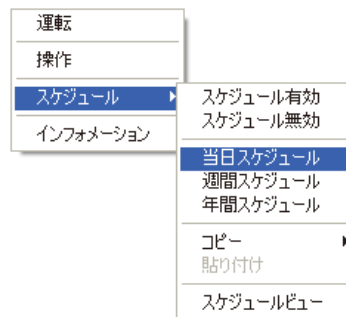 運転
操作
スケジュール
インフォメーション
スケジュール有効
スケジュール無効
当日スケジュール
週間スケジュール
年間スケジュール
コピー
貼り付け
スケジュールビュー